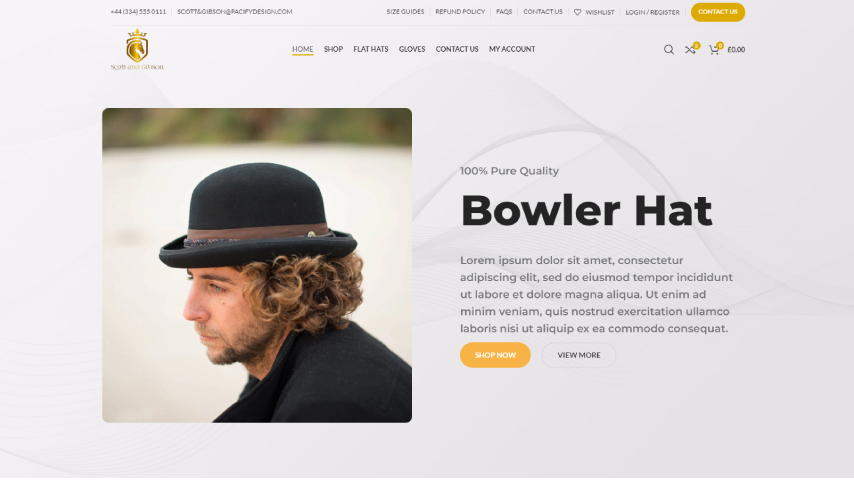 +44 (334) 555 0111
SCOTT&GIBSON@PACIFYDESIGN.COM
SIZE GUIDES
REFUND POLICY
FAQS
CONTACT US
WISHLIST
LOGIN / REGISTER
CONTACT US
SCOTT AND GIBSON
HOME
SHOP
FLAT HATS
GLOVES
CONTACT US
MY ACCOUNT
0
0
£0.00
100% Pure Quality
Bowler Hat
Lorem ipsum dolor sit amet, consectetur
adipiscing elit, sed do eiusmod tempor incididunt
ut labore et dolore magna aliqua. Ut enim ad
minim veniam, quis nostrud exercitation ullamco
laboris nisi ut aliquip ex ea commodo consequat.
SHOP NOW
VIEW MORE